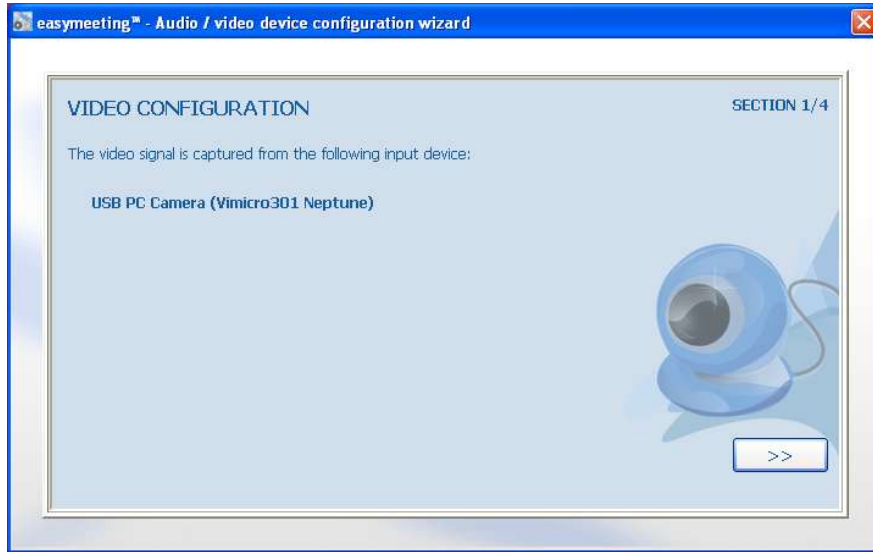 easymeeting™ - Audio / video device configuration wizard
VIDEO CONFIGURATION
SECTION 1/4
The video signal is captured from the following input device:
USB PC Camera (Vimicro301 Neptune)
>>